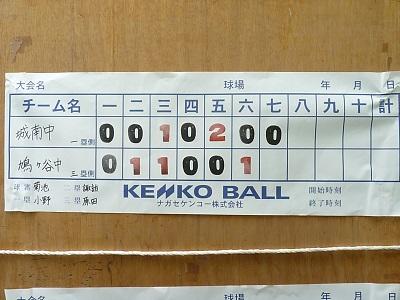 大会名 球場 年 月 日
チーム名 一 二 三 四 五 六 七 八 九 十 計
城南中 一塁側 0 0 1 0 2 0 0
鳩ヶ谷中 三塁側 0 1 1 0 0 1
球審 菊池 二塁 諏訪 KENKO BALL 開始時刻
一塁 小野 三塁 原田 ナガセケンコー株式会社 終了時刻